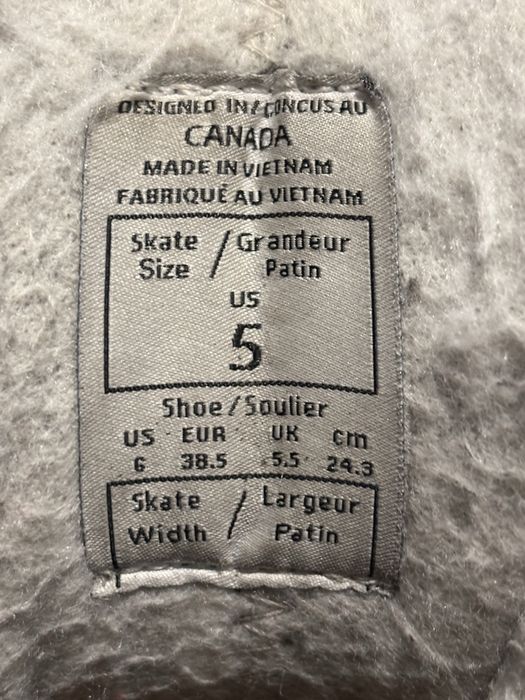 DESIGNED IN / CONCUS AU
CANADA
MADE IN VIETNAM
FABRIQUÉ AU VIETNAM
Skate / Grandeur
Size Patin
US
5
Shoe / Soulier
US EUR UK cm
6 38.5 5.5 24.3
Skate / Largeur
Width Patin